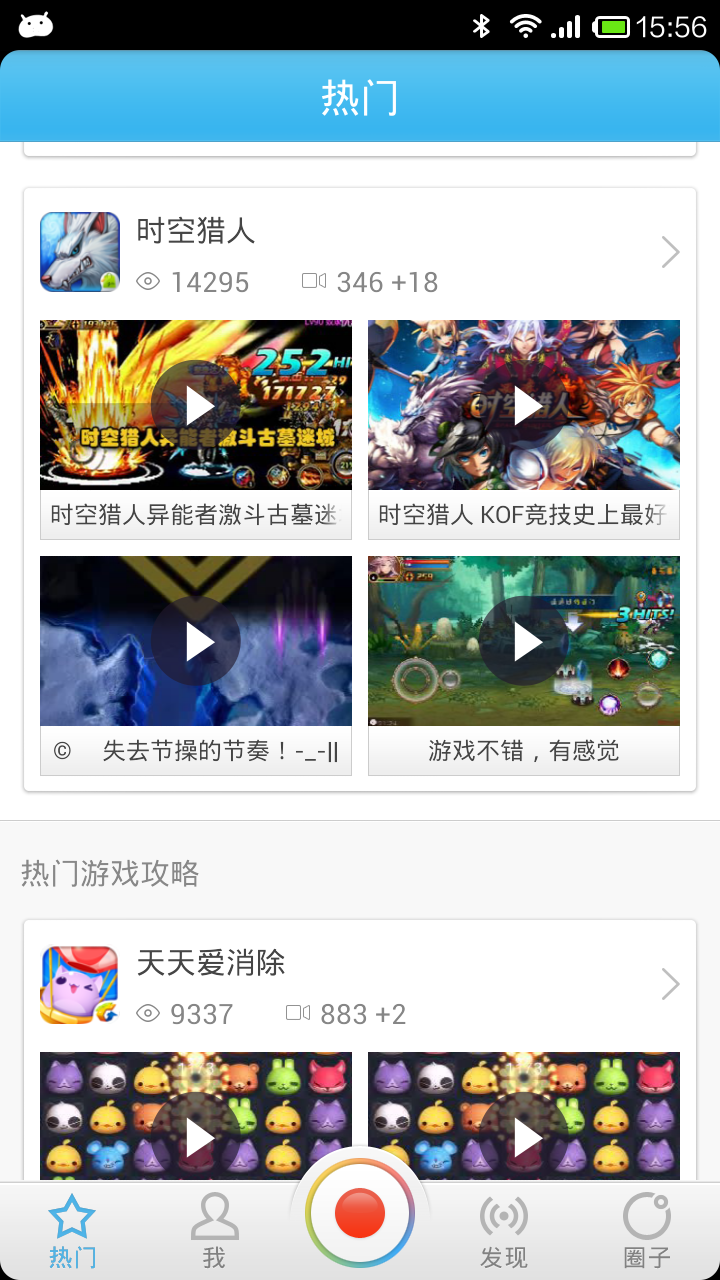 15:56
热门
时空猎人
14295 346 +18
252
171727
时空猎人异能者激斗古墓迷城
时空猎人
时空猎人异能者激斗古墓迷
时空猎人 KOF竞技史上最好
3 HITS!
© 失去节操的节奏！-_-||
游戏不错，有感觉
热门游戏攻略
天天爱消除
9337 883 +2
热门
我
发现
圈子